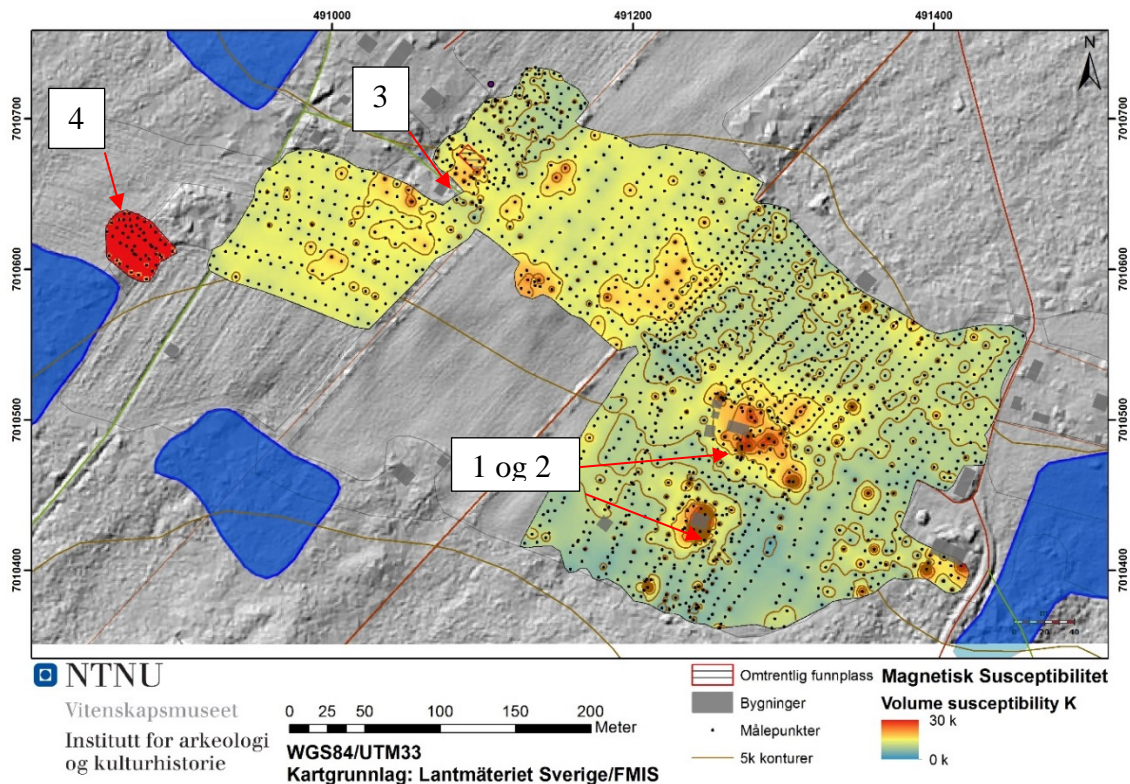 491000 491200 491400
7010700 7010600 7010500 7010400
7010700 7010600 7010500 7010400
N
3
4
1 og 2
NTNU
Vitenskapsmuseet
Institutt for arkeologi
og kulturhistorie
0 50 100 150 200
Meter
WGS84/UTM33
Kartgrunnlag: Lantmäteriet Sverige/FMIS
Omtrentlig funnplass
Bygninger
Målepunkter
5k konturer
Magnetisk Susceptibilitet
Volume susceptibility K
30 k
0 k